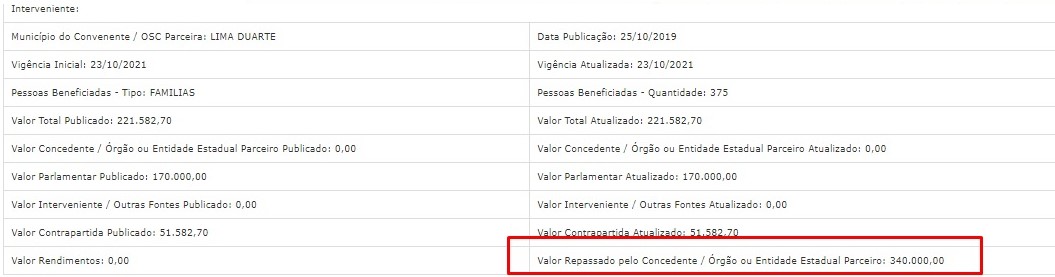 Interveniente:
Município do Convenente / OSC Parceira: LIMA DUARTE
Data Publicação: 25/10/2019
Vigência Inicial: 23/10/2021
Vigência Atualizada: 23/10/2021
Pessoas Beneficiadas - Tipo: FAMILIAS
Pessoas Beneficiadas - Quantidade: 375
Valor Total Publicado: 221.582,70
Valor Total Atualizado: 221.582,70
Valor Concedente / Órgão ou Entidade Estadual Parceiro Publicado: 0,00
Valor Concedente / Órgão ou Entidade Estadual Parceiro Atualizado: 0,00
Valor Parlamentar Publicado: 170.000,00
Valor Parlamentar Atualizado: 170.000,00
Valor Interveniente / Outras Fontes Publicado: 0,00
Valor Interveniente / Outras Fontes Atualizado: 0,00
Valor Contrapartida Publicado: 51.582,70
Valor Contrapartida Atualizado: 51.582,70
Valor Rendimentos: 0,00
Valor Repassado pelo Concedente / Órgão ou Entidade Estadual Parceiro: 340.000,00